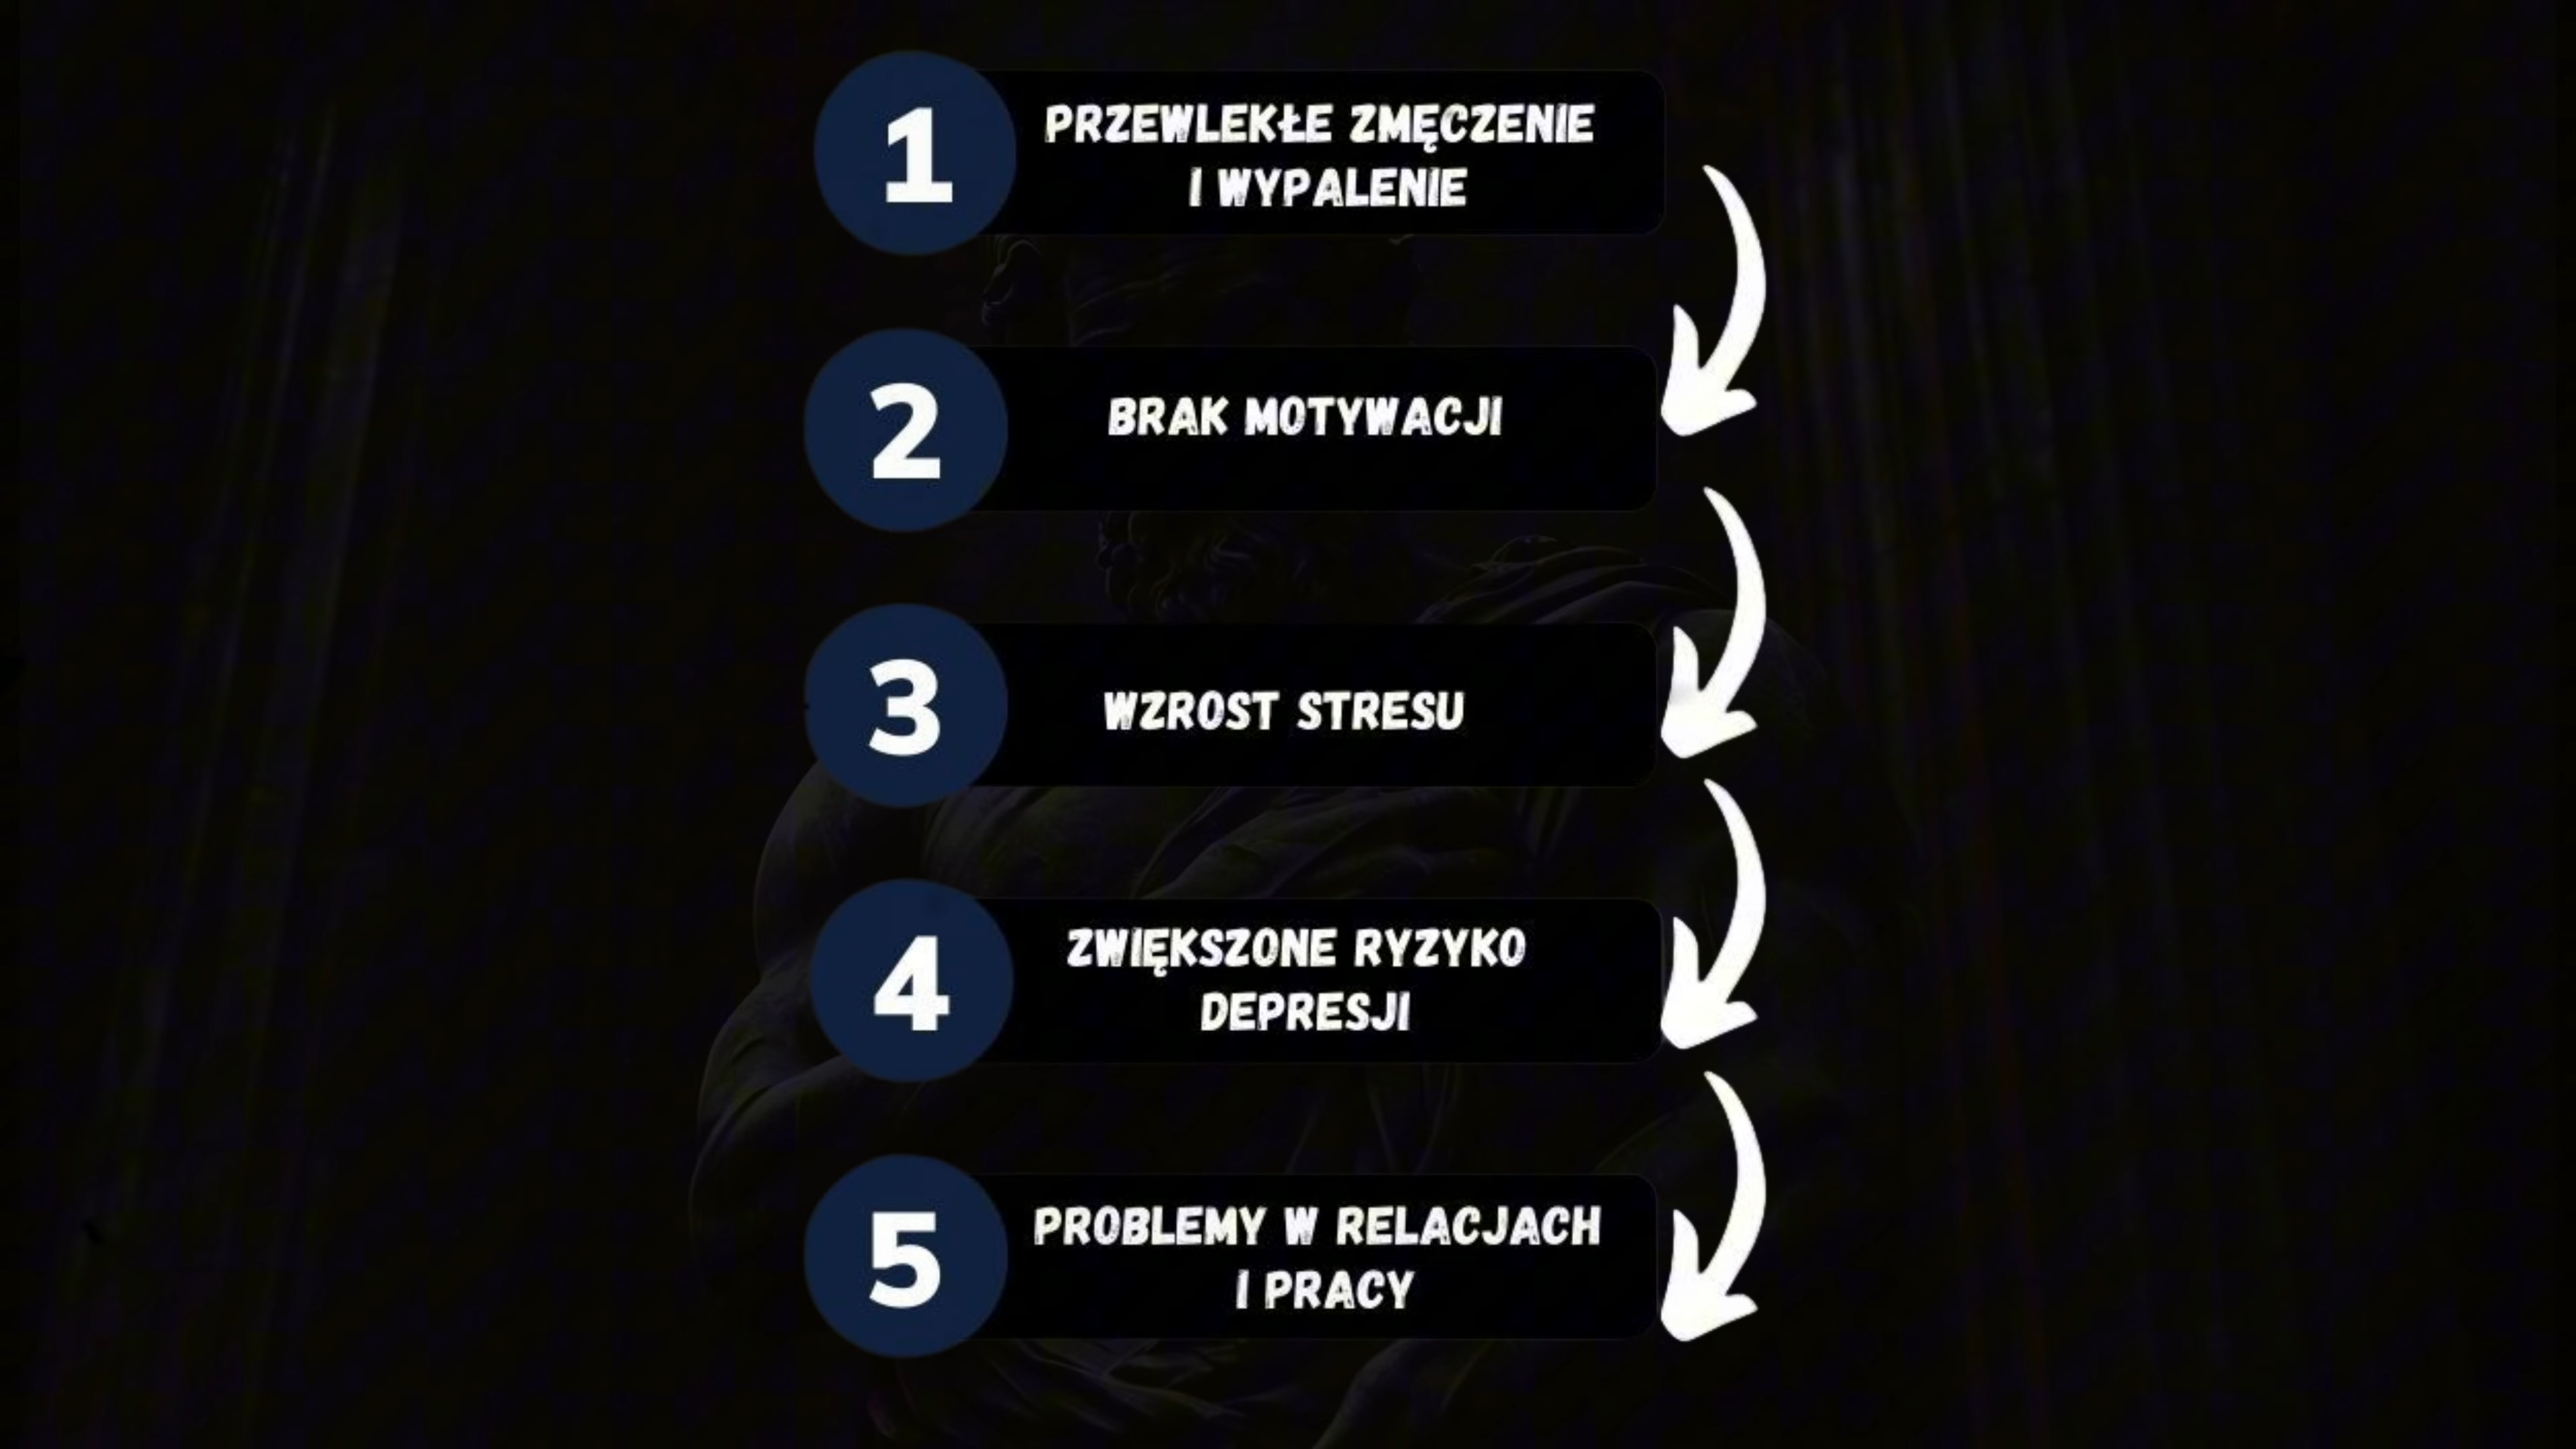 1
PRZEWLEKŁE ZMĘCZENIE
I WYPALENIE
2
BRAK MOTYWACJI
3
WZROST STRESU
4
ZWIĘKSZONE RYZYKO
DEPRESJI
5
PROBLEMY W RELACJACH
I PRACY